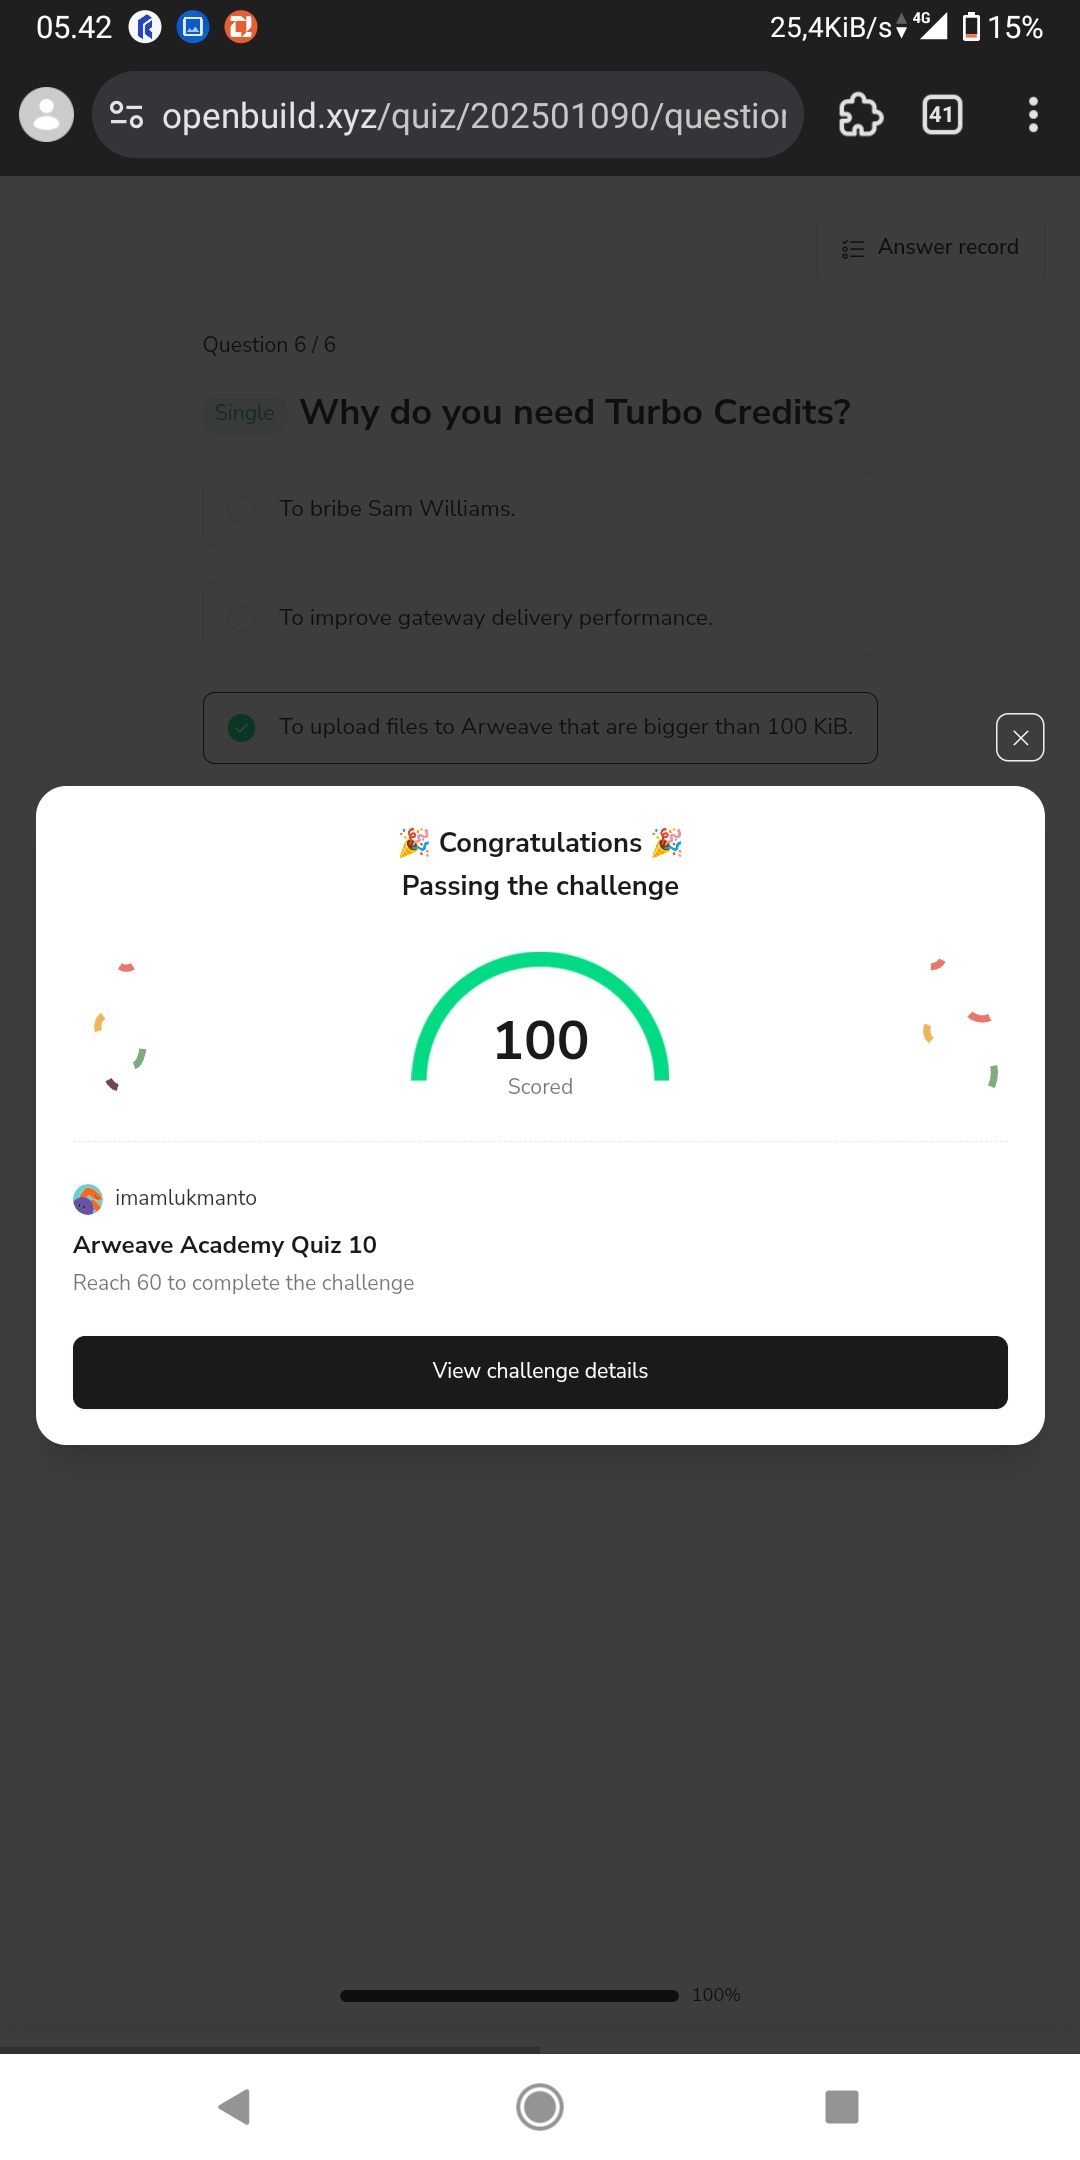 05.42
25,4KiB/s 4G 15%
openbuild.xyz/quiz/202501090/question
41
Answer record
Question 6 / 6
Single Why do you need Turbo Credits?
To bribe Sam Williams.
To improve gateway delivery performance.
To upload files to Arweave that are bigger than 100 KiB.
🎉 Congratulations 🎉
Passing the challenge
100
Scored
imamlukmanto
Arweave Academy Quiz 10
Reach 60 to complete the challenge
View challenge details
100%